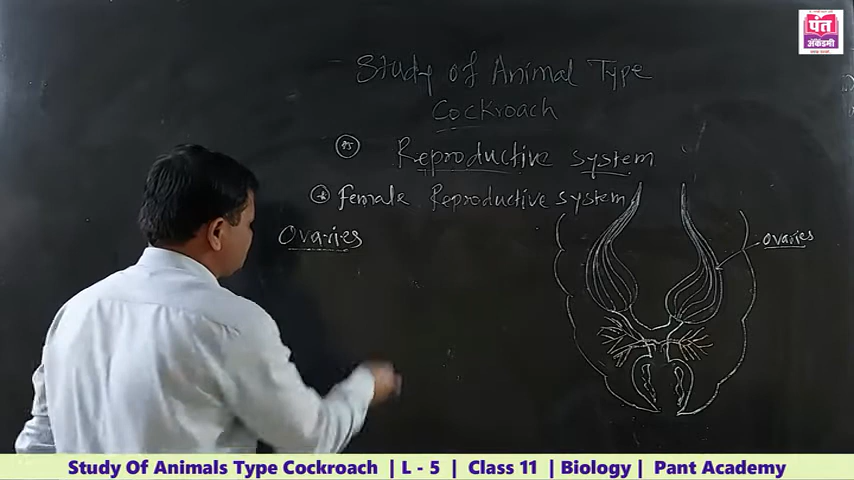 पंत
अ‍ॅकॅडमी
Study of Animal Type
Cockroach
Reproductive system
Female Reproductive system
Ovaries
ovaries
Study Of Animals Type Cockroach | L - 5 | Class 11 | Biology | Pant Academy